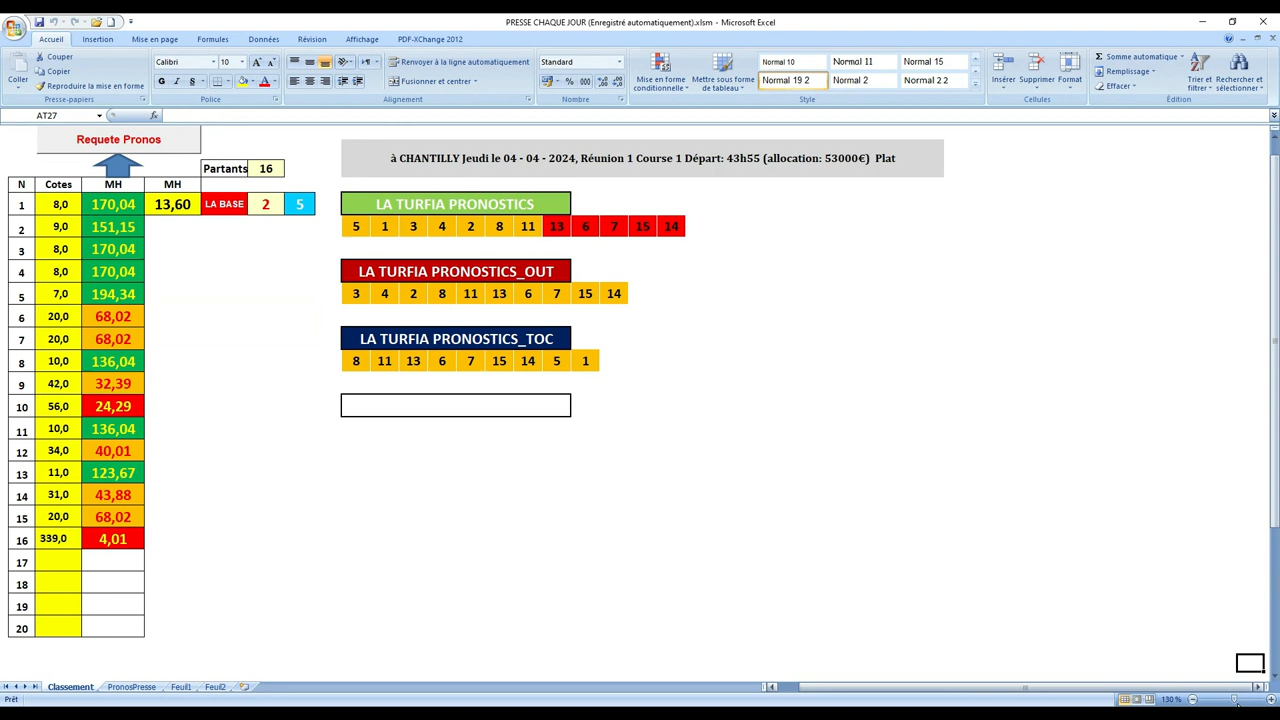 PRESSE CHAQUE JOUR (Enregistré automatiquement).xlsm - Microsoft Excel
Accueil Insertion Mise en page Formules Données Révision Affichage PDF-XChange 2012
Couper
Copier
Reproduire la mise en forme
Coller
Presse-papiers
Calibri 10
G I S
Police
Renvoyer à la ligne automatiquement
Fusionner et centrer
Alignement
Standard
% 000
Nombre
Mise en forme conditionnelle
Mettre sous forme de tableau
Normal 10 Normal 11 Normal 15
Normal 19 2 Normal 2 Normal 2 2
Style
Insérer Supprimer Format
Cellules
Somme automatique
Remplissage
Effacer
Trier et filtrer
Rechercher et sélectionner
Édition
AT27 fx
Requete Pronos
à CHANTILLY Jeudi le 04 - 04 - 2024, Réunion 1 Course 1 Départ: 43h55 (allocation: 53000€) Plat
Partants 16
N Cotes MH MH
1 8,0 170,04 13,60 LA BASE 2 5
2 9,0 151,15
3 8,0 170,04
4 8,0 170,04
5 7,0 194,34
6 20,0 68,02
7 20,0 68,02
8 10,0 136,04
9 42,0 32,39
10 56,0 24,29
11 10,0 136,04
12 34,0 40,01
13 11,0 123,67
14 31,0 43,88
15 20,0 68,02
16 339,0 4,01
17
18
19
20
LA TURFIA PRONOSTICS
5 1 3 4 2 8 11 13 6 7 15 14
LA TURFIA PRONOSTICS_OUT
3 4 2 8 11 13 6 7 15 14
LA TURFIA PRONOSTICS_TOC
8 11 13 6 7 15 14 5 1
Classement PronosPresse Feuil1 Feuil2
Prêt
130 %